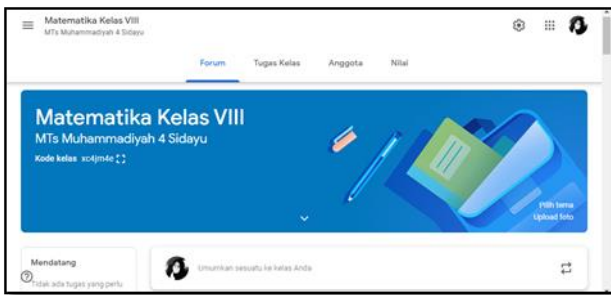 Matematika Kelas VIII
MTs Muhammadiyah 4 Sidayu
Forum Tugas Kelas Anggota Nilai
Matematika Kelas VIII
MTs Muhammadiyah 4 Sidayu
Kode kelas xc4jm4e
Pilih tema
Upload foto
Mendatang
Tidak ada tugas yang perlu
Umumkan sesuatu ke kelas Anda